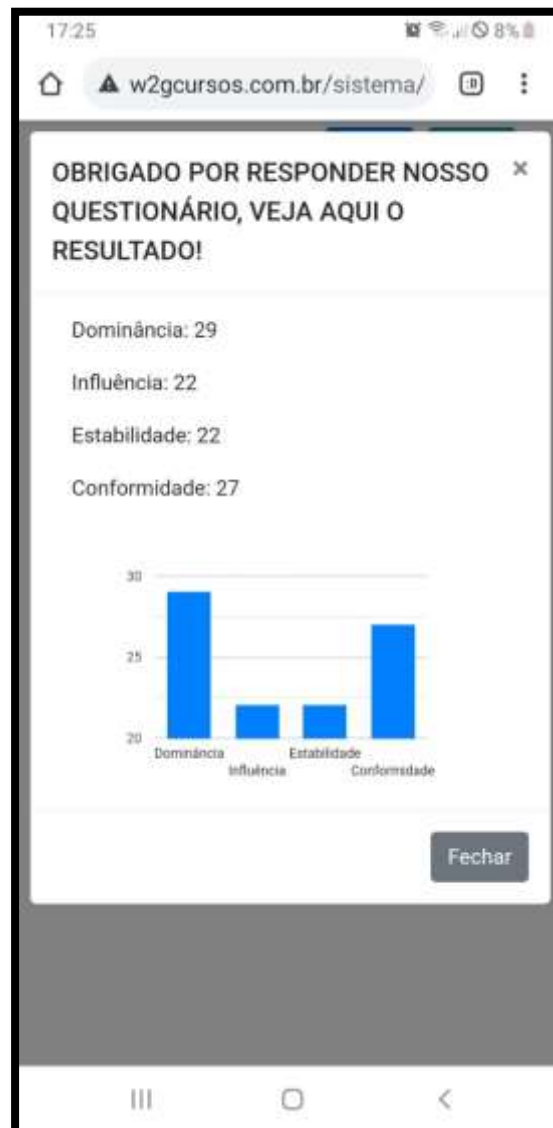 17:25
8%
w2gcursos.com.br/sistema/
:D
OBRIGADO POR RESPONDER NOSSO
QUESTIONÁRIO, VEJA AQUI O
RESULTADO!
×
Dominância: 29
Influência: 22
Estabilidade: 22
Conformidade: 27
30
25
20
Dominância
Influência
Estabilidade
Conformidade
Fechar